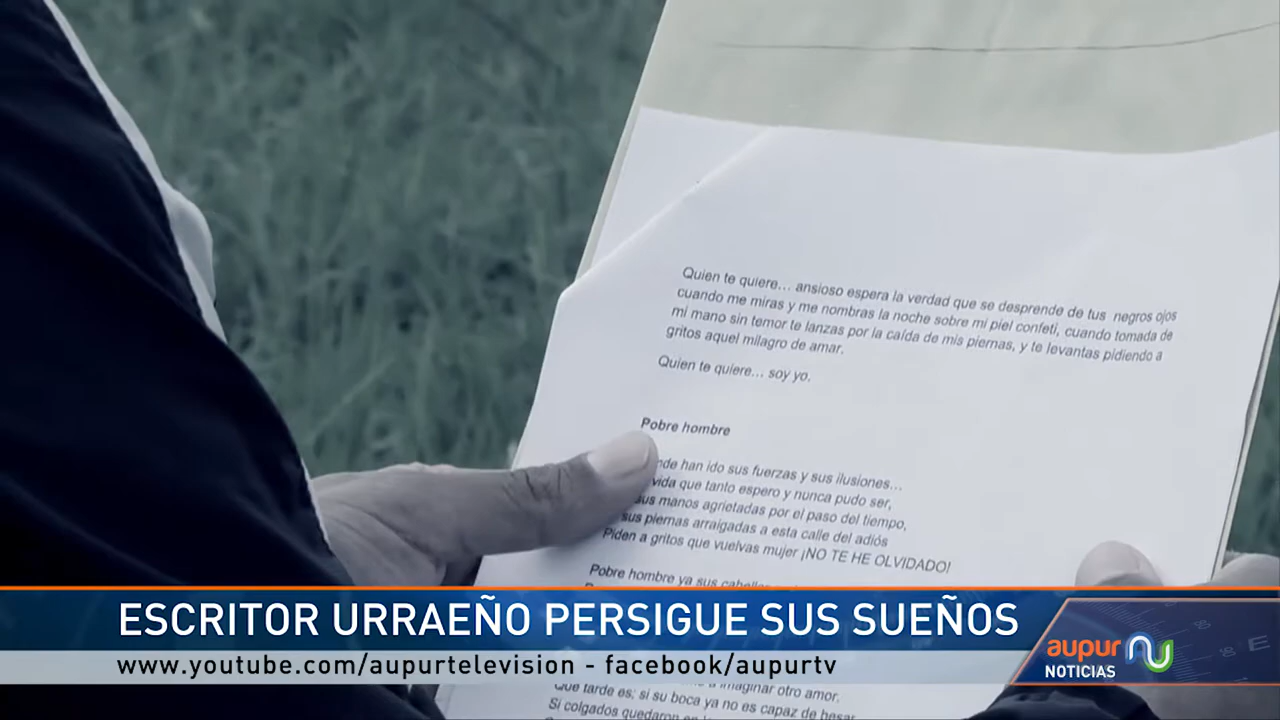 Quien te quiere... ansioso espera la verdad que se desprende de tus negros ojos
cuando me miras y me nombras la noche sobre mi piel confeti, cuando tomada de
mi mano sin temor te lanzas por la caída de mis piernas, y te levantas pidiendo a
gritos aquel milagro de amar.
Quien te quiere... soy yo.
Pobre hombre
han ido sus fuerzas y sus ilusiones...
vida que tanto espero y nunca pudo ser,
sus manos agrietadas por el paso del tiempo,
sus piernas arraigadas a esta calle del adiós
Piden a gritos que vuelvas mujer ¡NO TE HE OLVIDADO!
Pobre hombre ya sus
ESCRITOR URRAEÑO PERSIGUE SUS SUEÑOS
www.youtube.com/aupurtelevision - facebook/aupurtv
aupur
NOTICIAS
a imaginar otro amor.
Que tarde es; si su boca ya no es capaz de besar
Si colgados quedaron en